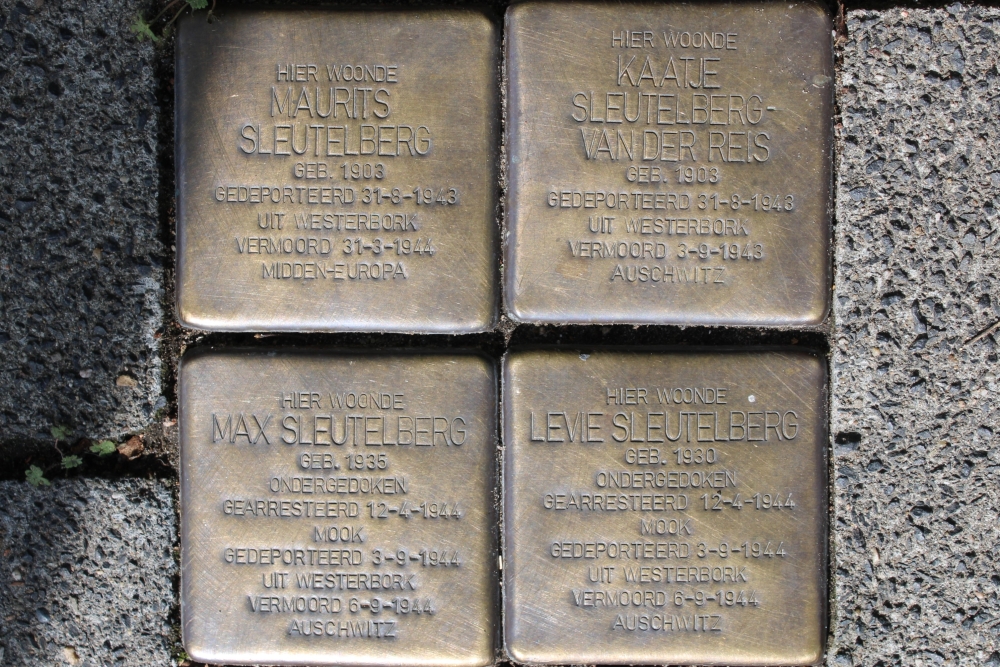 HIER WOONDE
MAURITS
SLEUTELBERG
GEB. 1903
GEDEPORTEERD 31-8-1943
UIT WESTERBORK
VERMOORD 31-3-1944
MIDDEN-EUROPA
HIER WOONDE
KAATJE
SLEUTELBERG-
VAN DER REIS
GEB. 1903
GEDEPORTEERD 31-8-1943
UIT WESTERBORK
VERMOORD 3-9-1943
AUSCHWITZ
HIER WOONDE
MAX SLEUTELBERG
GEB. 1935
ONDERGEDOKEN
GEARRESTEERD 12-4-1944
MOOK
GEDEPORTEERD 3-9-1944
UIT WESTERBORK
VERMOORD 6-9-1944
AUSCHWITZ
HIER WOONDE
LEVIE SLEUTELBERG
GEB. 1930
ONDERGEDOKEN
GEARRESTEERD 12-4-1944
MOOK
GEDEPORTEERD 3-9-1944
UIT WESTERBORK
VERMOORD 6-9-1944
AUSCHWITZ